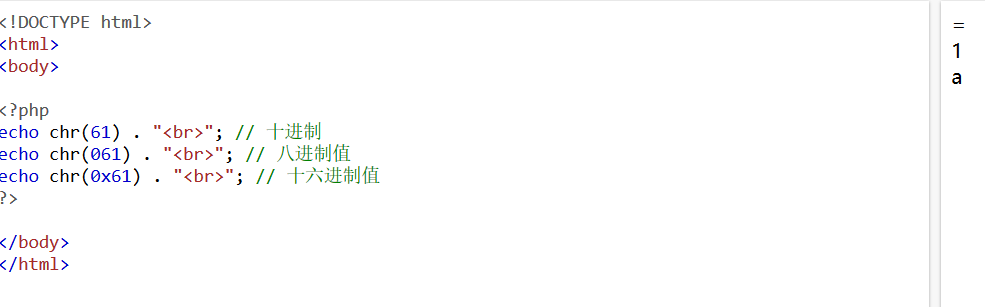 <!DOCTYPE html>
<html>
<body>
<?php
echo chr(61) . "<br>"; // 十进制
echo chr(061) . "<br>"; // 八进制值
echo chr(0x61) . "<br>"; // 十六进制值
?>
</body>
</html>
=
1
a